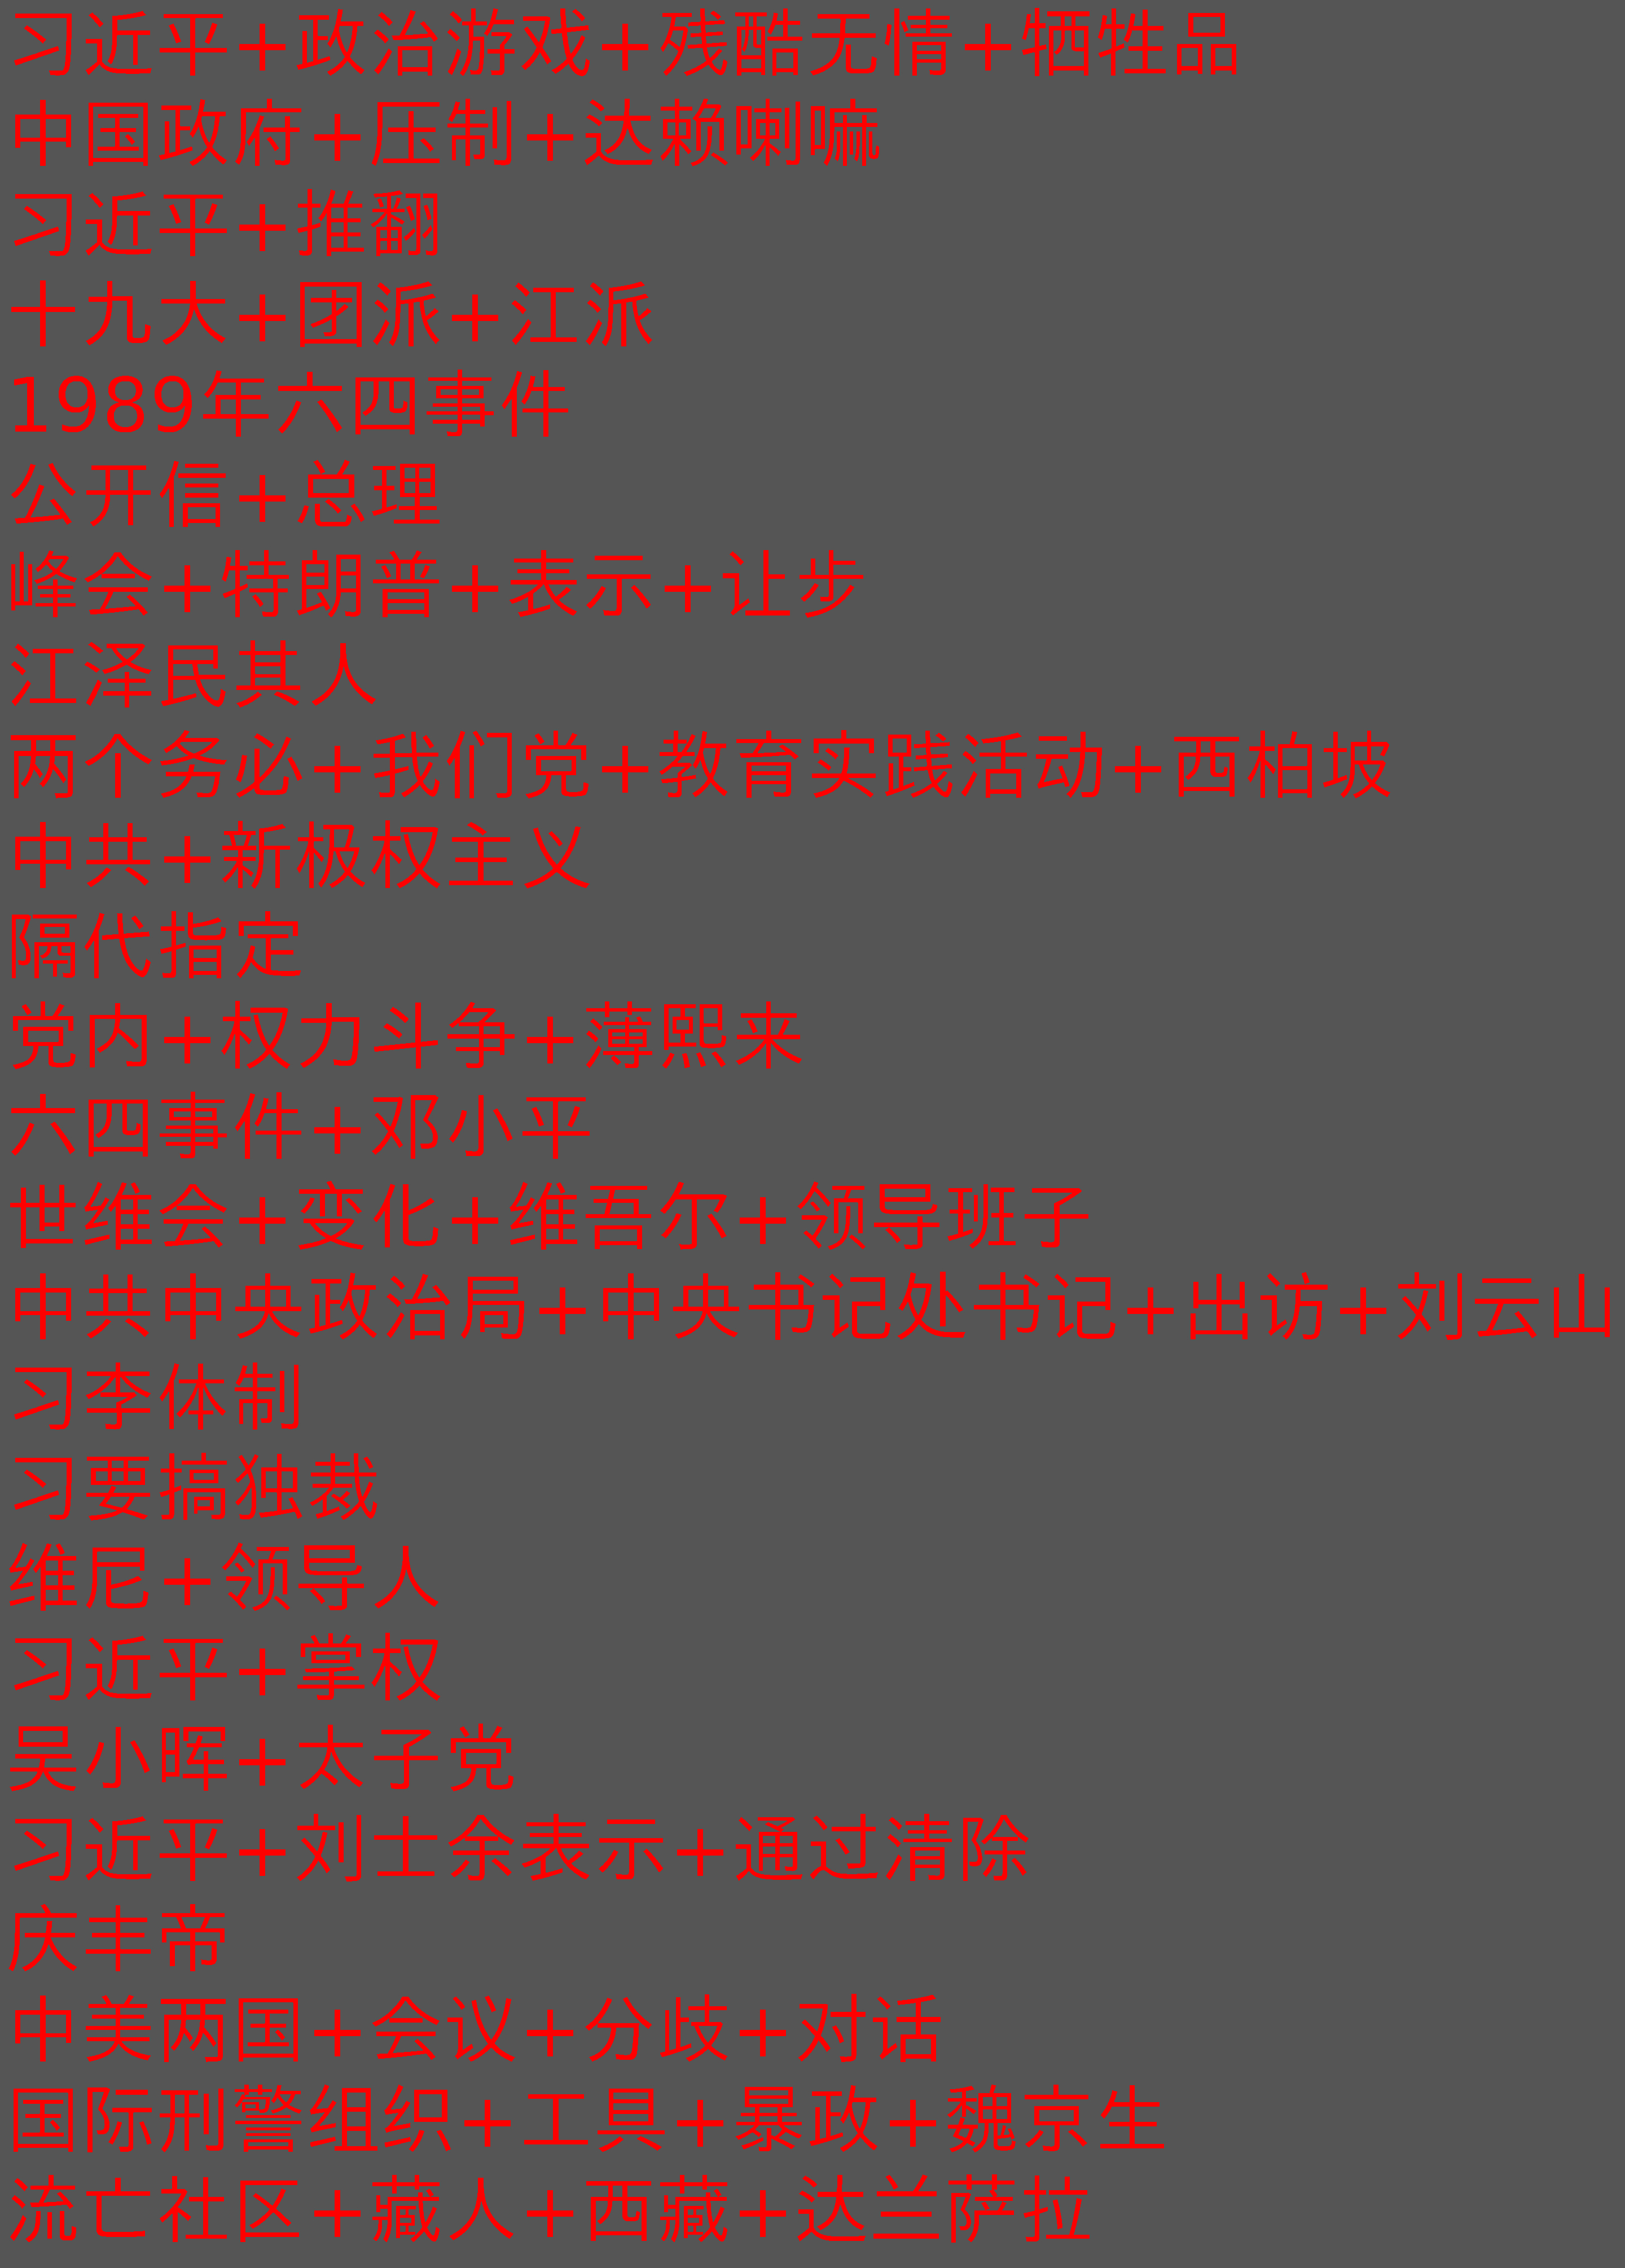 习近平+政治游戏+残酷无情+牺牲品
中国政府+压制+达赖喇嘛
习近平+推翻
十九大+团派+江派
1989年六四事件
公开信+总理
峰会+特朗普+表示+让步
江泽民其人
两个务必+我们党+教育实践活动+西柏坡
中共+新极权主义
隔代指定
党内+权力斗争+薄熙来
六四事件+邓小平
世维会+变化+维吾尔+领导班子
中共中央政治局+中央书记处书记+出访+刘云山
习李体制
习要搞独裁
维尼+领导人
习近平+掌权
吴小晖+太子党
习近平+刘士余表示+通过清除
庆丰帝
中美两国+会议+分歧+对话
国际刑警组织+工具+暴政+魏京生
流亡社区+藏人+西藏+达兰萨拉